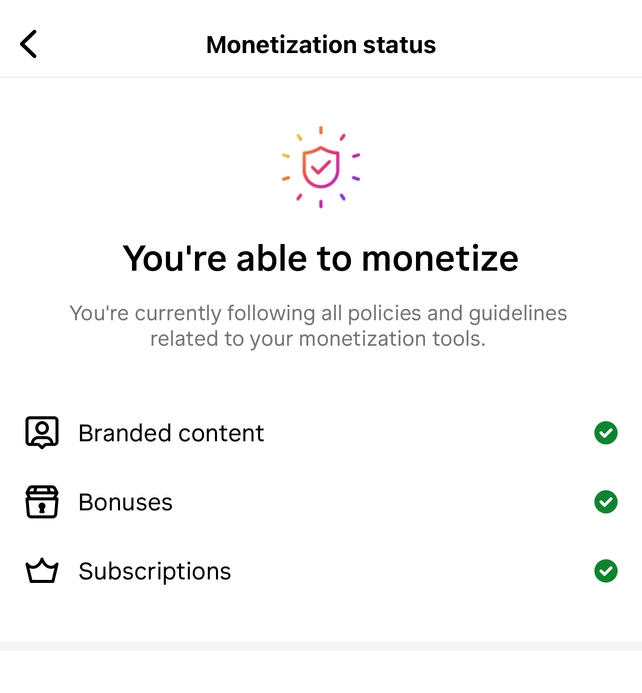 Monetization status
You're able to monetize
You're currently following all policies and guidelines
related to your monetization tools.
Branded content
Bonuses
Subscriptions